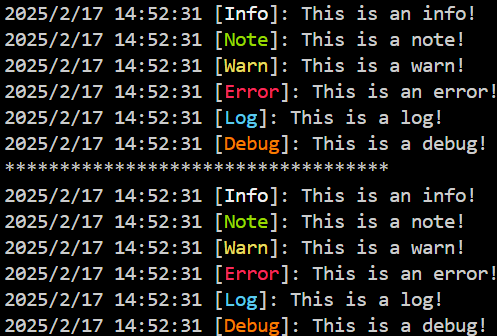 2025/2/17 14:52:31 [Info]: This is an info!
2025/2/17 14:52:31 [Note]: This is a note!
2025/2/17 14:52:31 [Warn]: This is a warn!
2025/2/17 14:52:31 [Error]: This is an error!
2025/2/17 14:52:31 [Log]: This is a log!
2025/2/17 14:52:31 [Debug]: This is a debug!
***********************************
2025/2/17 14:52:31 [Info]: This is an info!
2025/2/17 14:52:31 [Note]: This is a note!
2025/2/17 14:52:31 [Warn]: This is a warn!
2025/2/17 14:52:31 [Error]: This is an error!
2025/2/17 14:52:31 [Log]: This is a log!
2025/2/17 14:52:31 [Debug]: This is a debug!